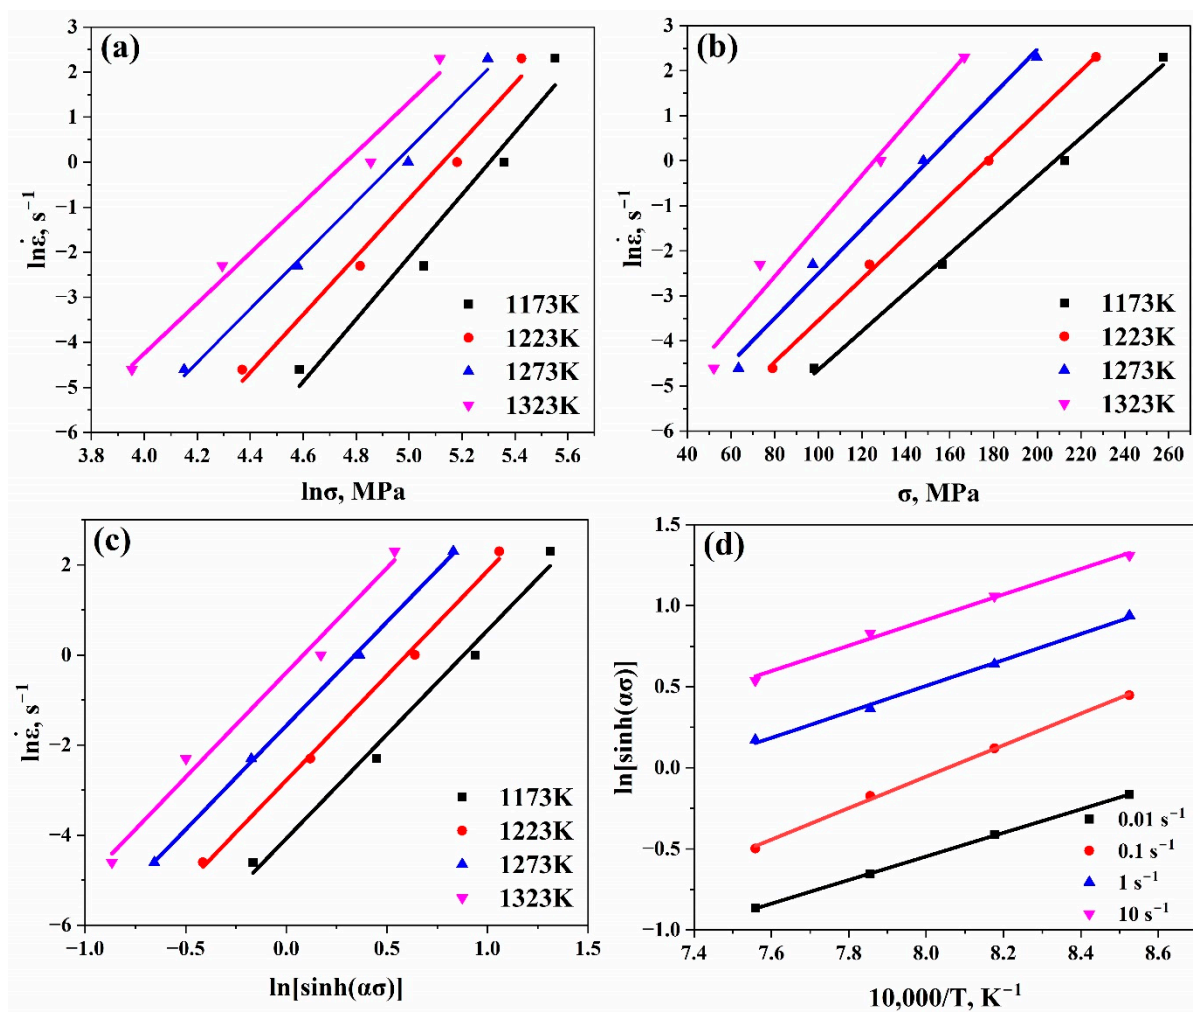 (a)
3
2
1
0
−1
−2
−3
−4
−5
−6
lnε̇, s⁻¹
1173K
1223K
1273K
1323K
3.8 4.0 4.2 4.4 4.6 4.8 5.0 5.2 5.4 5.6
lnσ, MPa
(b)
3
2
1
0
−1
−2
−3
−4
−5
−6
lnε̇, s⁻¹
1173K
1223K
1273K
1323K
40 60 80 100 120 140 160 180 200 220 240 260
σ, MPa
(c)
2
0
−2
−4
−6
lnε̇, s⁻¹
1173K
1223K
1273K
1323K
−1.0 −0.5 0.0 0.5 1.0 1.5
ln[sinh(ασ)]
(d)
1.5
1.0
0.5
0.0
−0.5
−1.0
ln[sinh(ασ)]
0.01 s⁻¹
0.1 s⁻¹
1 s⁻¹
10 s⁻¹
7.4 7.6 7.8 8.0 8.2 8.4 8.6
10,000/T, K⁻¹